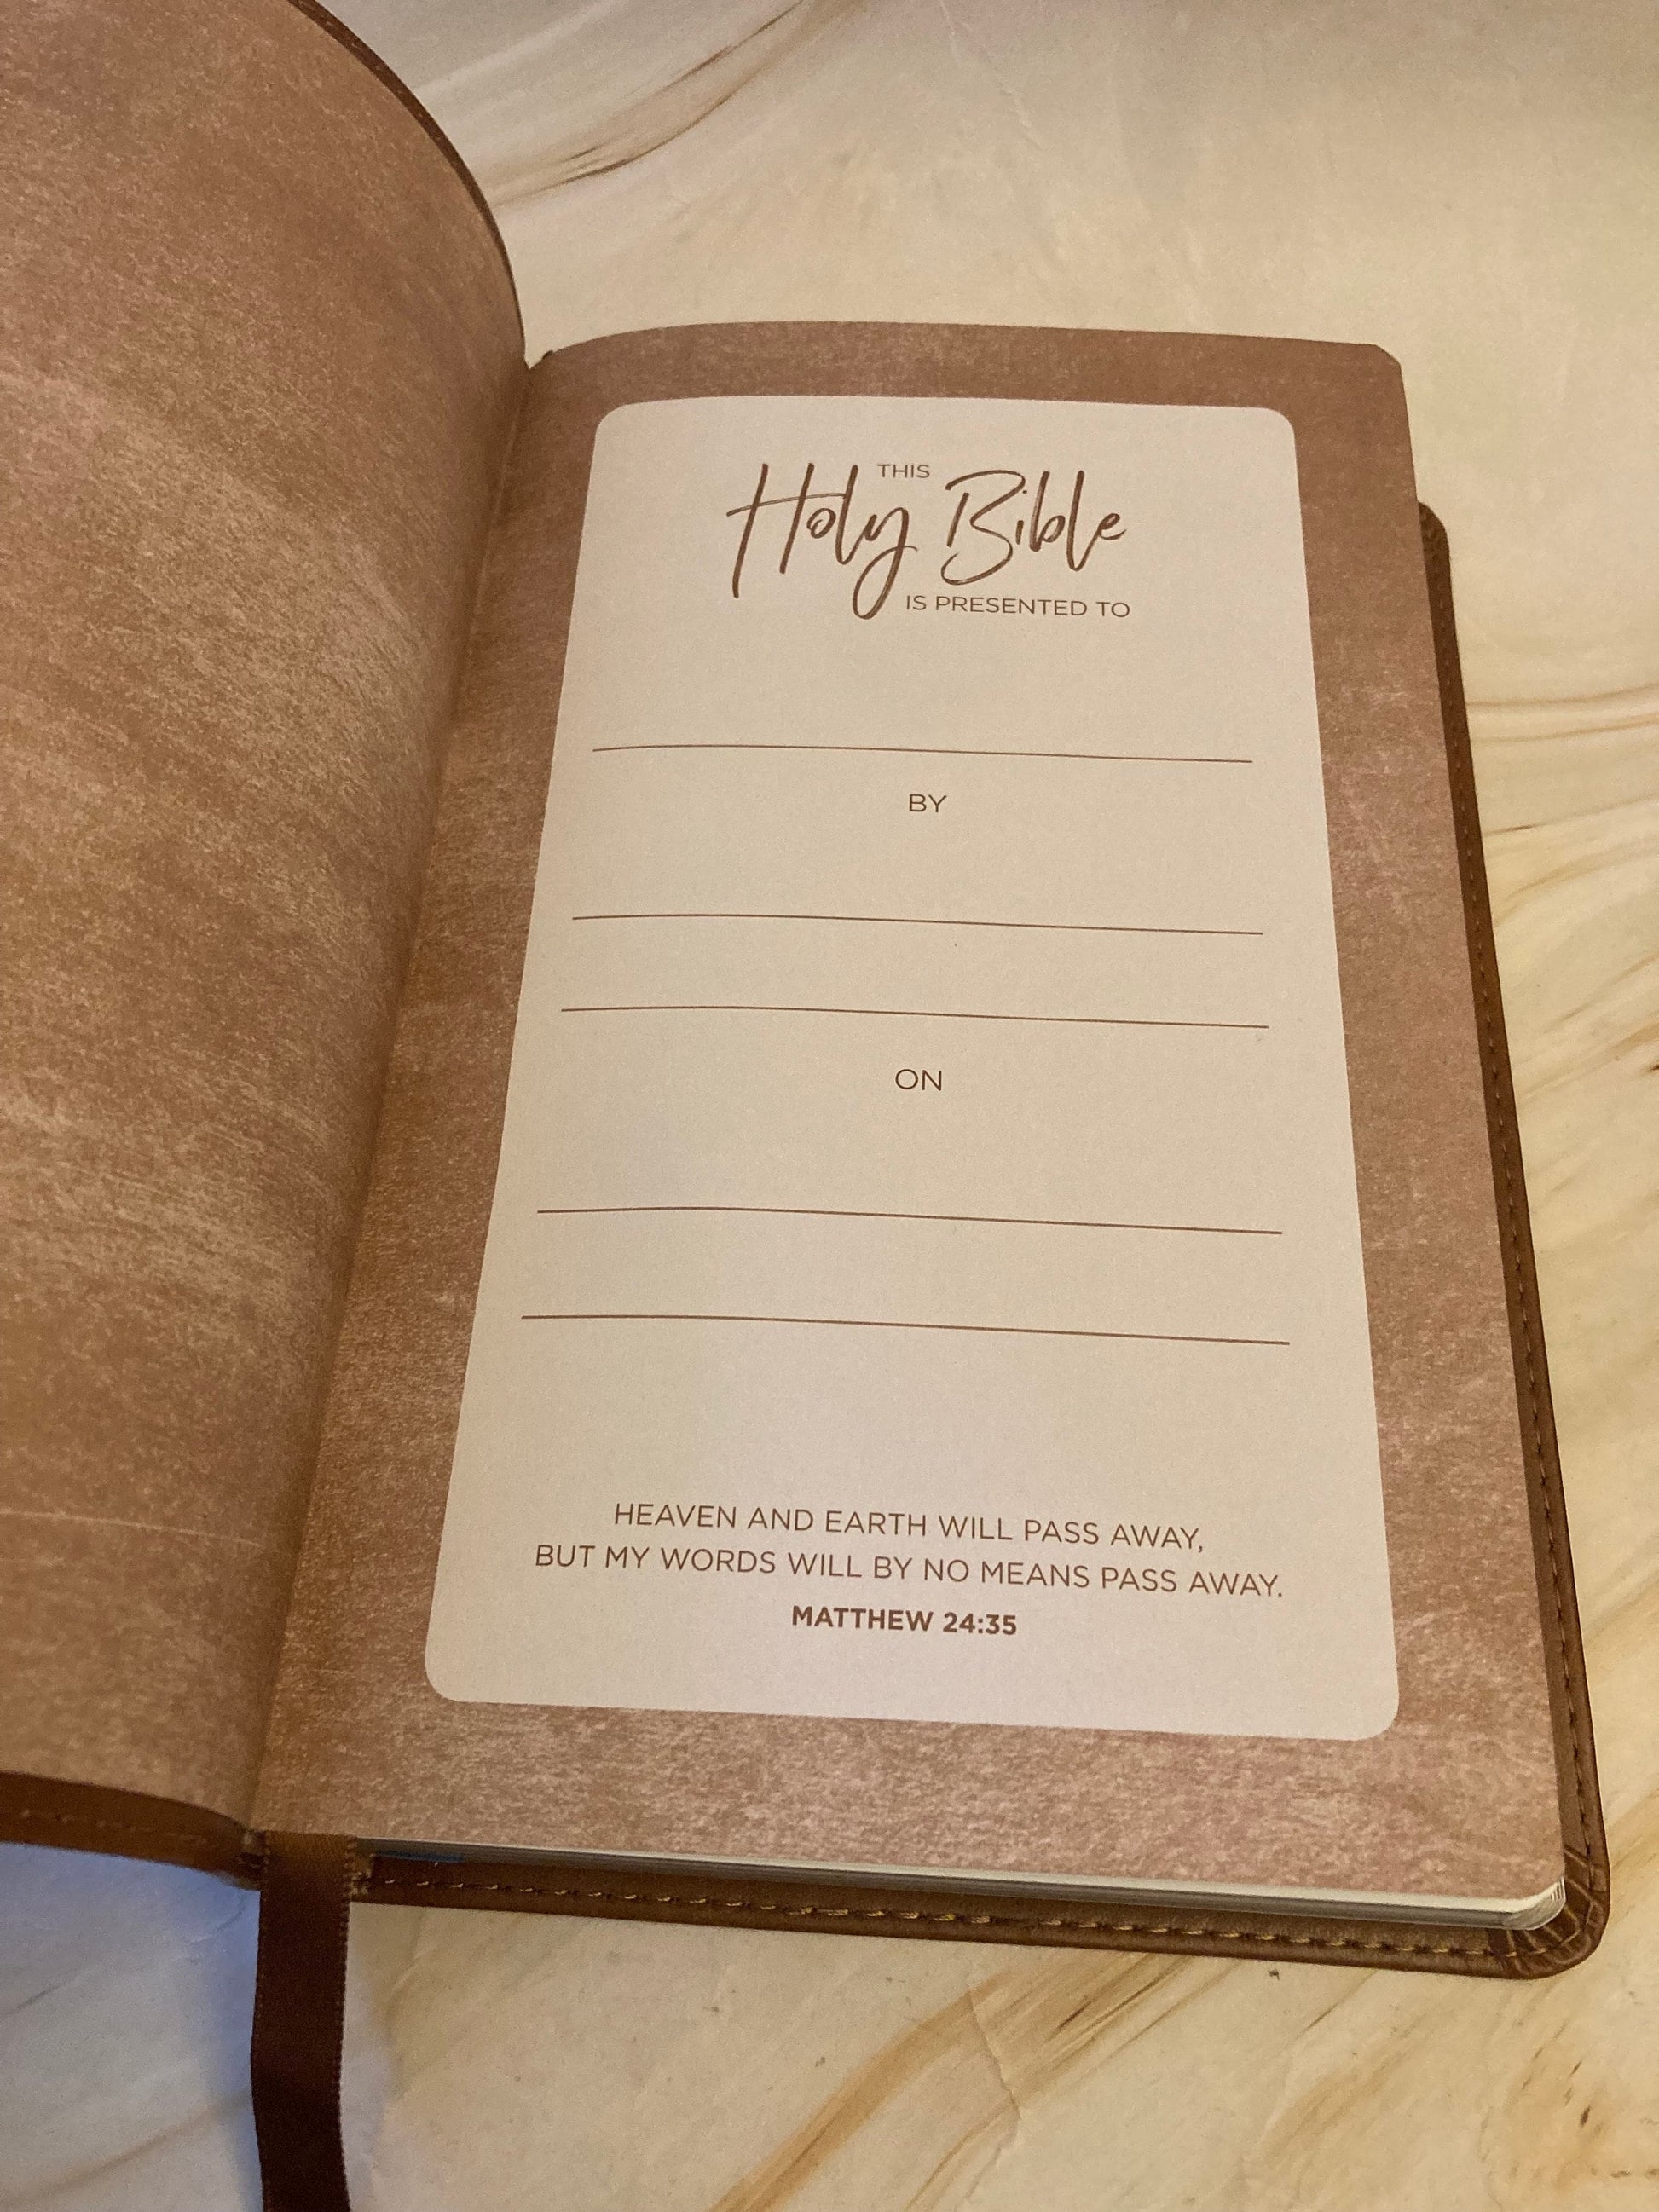 THIS
Holy Bible
IS PRESENTED TO
BY
ON
HEAVEN AND EARTH WILL PASS AWAY,
BUT MY WORDS WILL BY NO MEANS PASS AWAY.
MATTHEW 24:35